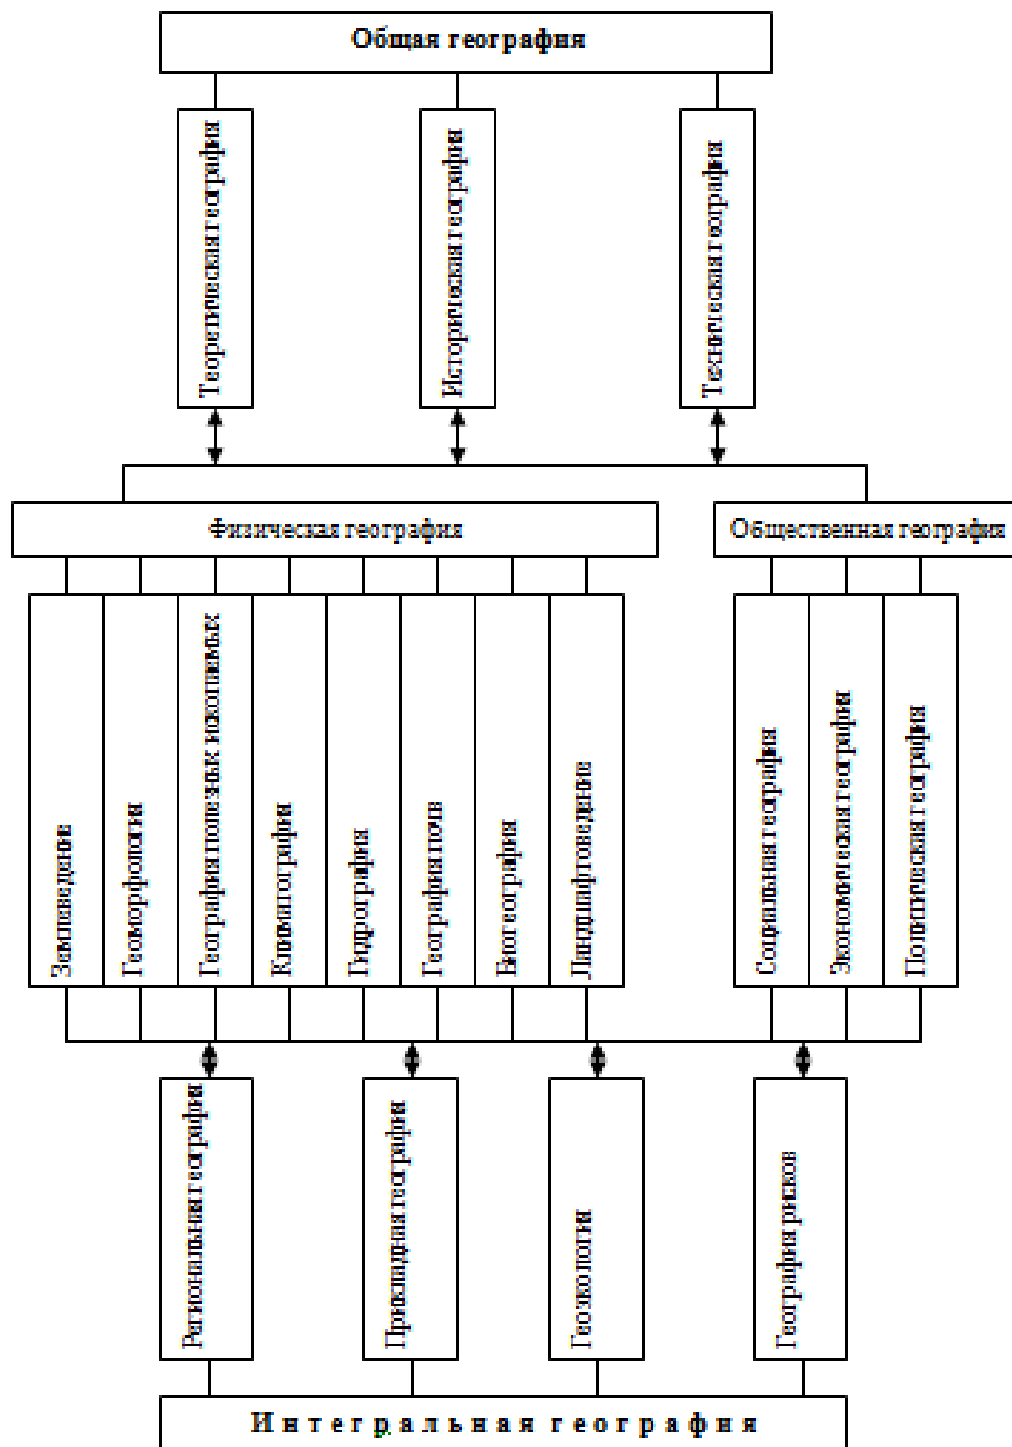 Общая география
Теоретическая география
Историческая география
Техническая география
Физическая география
Общественная география
Землеведение
Геоморфология
География полезных ископаемых
Климатография
Гидрография
География почв
Биогеография
Ландшафтоведение
Социальная география
Экономическая география
Политическая география
Региональная география
Прикладная география
Геоэкология
География рисков
Интегральная география